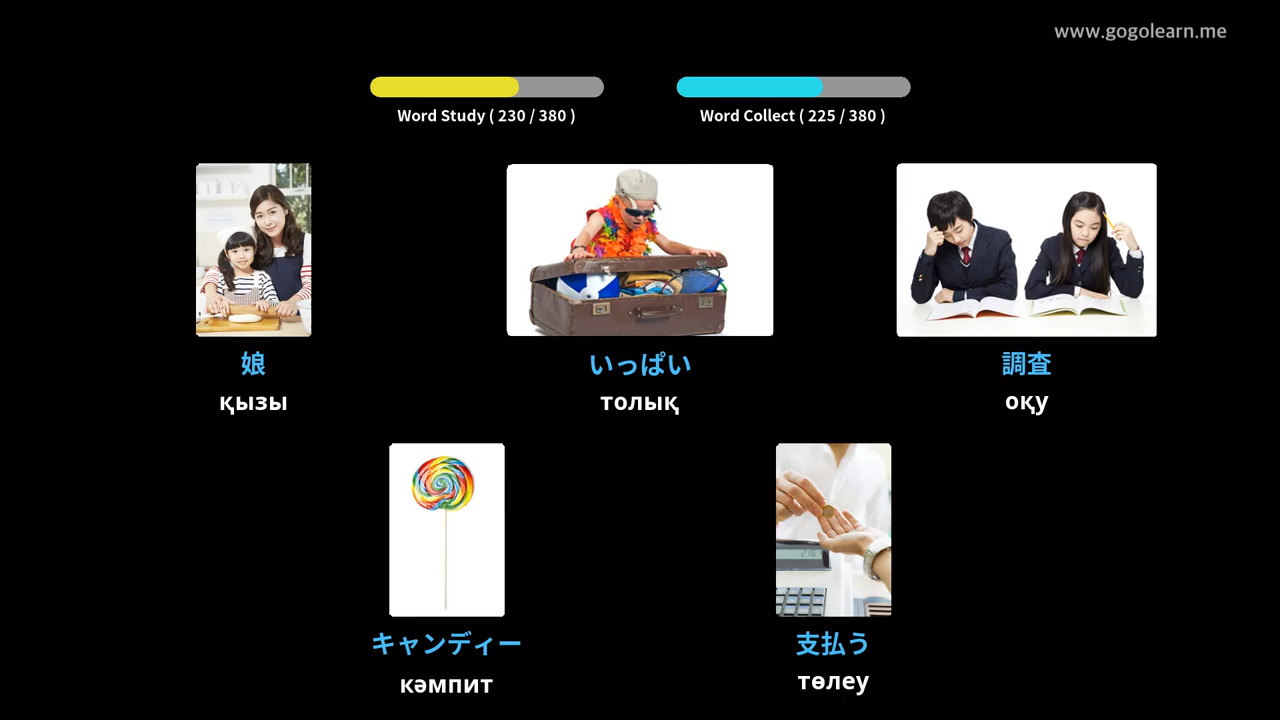 www.gogolearn.me
Word Study ( 230 / 380 )
Word Collect ( 225 / 380 )
娘
いっぱい
調査
қызы
толық
оқу
キャンディー
支払う
кәмпит
төлеу